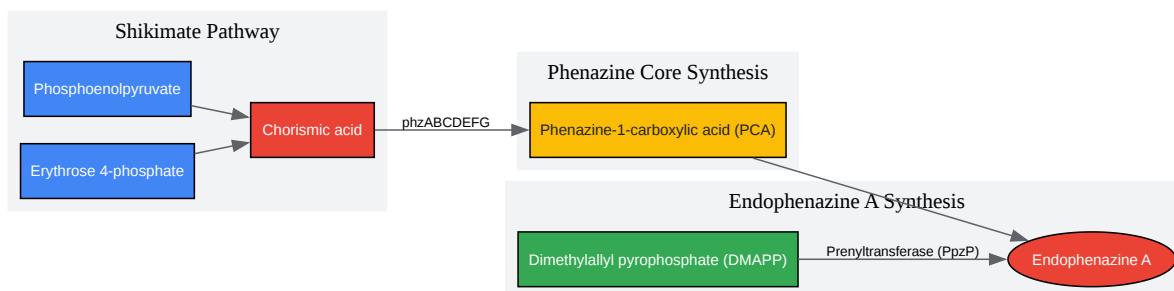 Shikimate Pathway
Phosphoenolpyruvate
Erythrose 4-phosphate
Chorismic acid
phzABCDEFG
Phenazine Core Synthesis
Phenazine-1-carboxylic acid (PCA)
Endophenazine A Synthesis
Dimethylallyl pyrophosphate (DMAPP)
Prenyltransferase (PpzP)
Endophenazine A